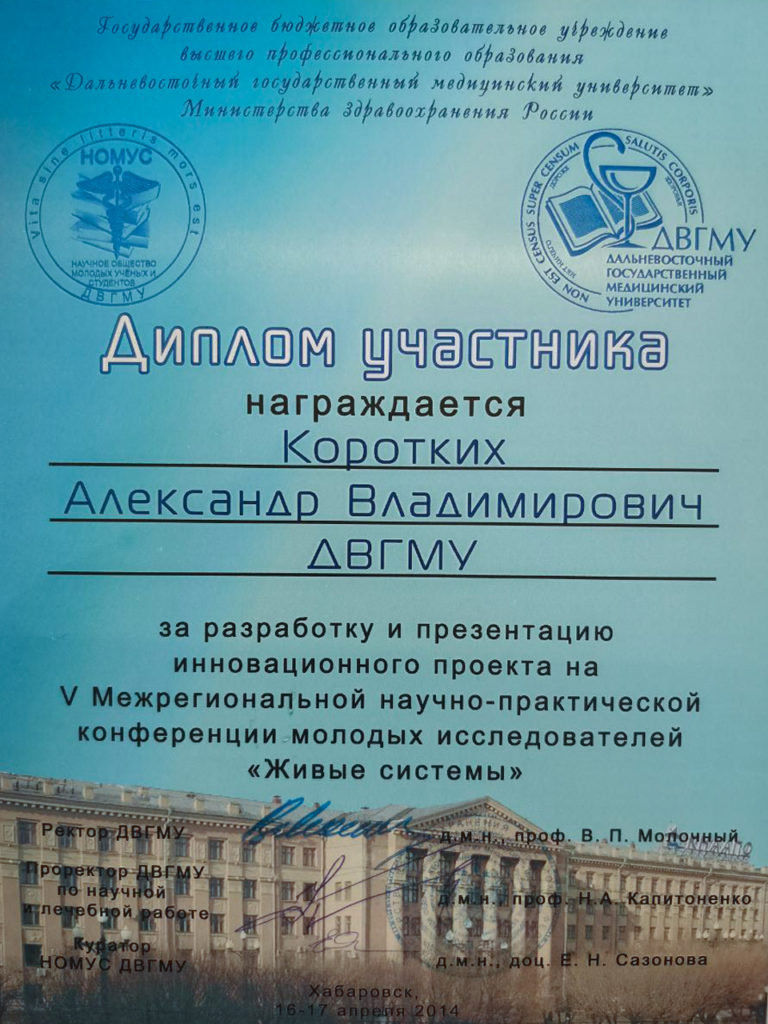 Государственное бюджетное образовательное учреждение
высшего профессионального образования
«Дальневосточный государственный медицинский университет»
Министерства Здравоохранения России
Vita sine litteris mors est
НОМУС
НАУЧНОЕ ОБЩЕСТВО
МОЛОДЫХ УЧЁНЫХ И
СТУДЕНТОВ
ДВГМУ
NON EST CENSUS SUPER CENSUM SALUTIS CORPORIS
ДВГМУ
ДАЛЬНЕВОСТОЧНЫЙ
ГОСУДАРСТВЕННЫЙ
МЕДИЦИНСКИЙ
УНИВЕРСИТЕТ
Диплом участника
награждается
Коротких
Александр Владимирович
ДВГМУ
за разработку и презентацию
инновационного проекта на
V Межрегиональной научно-практической
конференции молодых исследователей
«Живые системы»
Ректор ДВГМУ д.м.н., проф. В. П. Молочный
Проректор ДВГМУ
по научной
и лечебной работе д.м.н., проф. Н.А. Капитоненко
Куратор
НОМУС ДВГМУ д.м.н., доц. Е. Н. Сазонова
Хабаровск,
16-17 апреля 2014